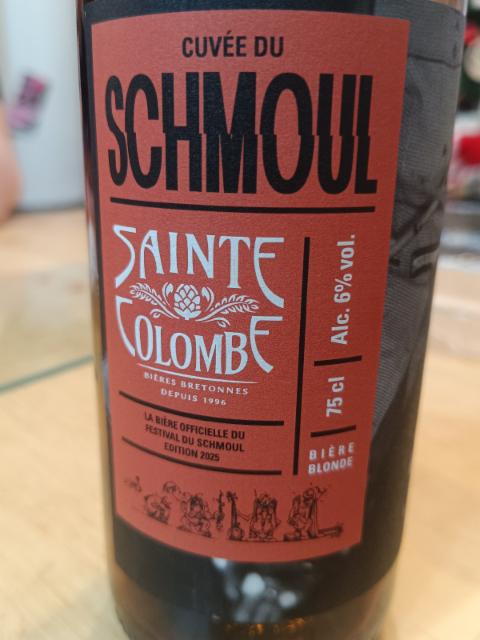 CUVÉE DU
SCHMOUL
SAINTE
COLOMBE
BIÈRES BRETONNES
DEPUIS 1996
LA BIÈRE OFFICIELLE DU
FESTIVAL DU SCHMOUL
EDITION 2025
75 cl
Alc. 6% vol.
BIÈRE
BLONDE